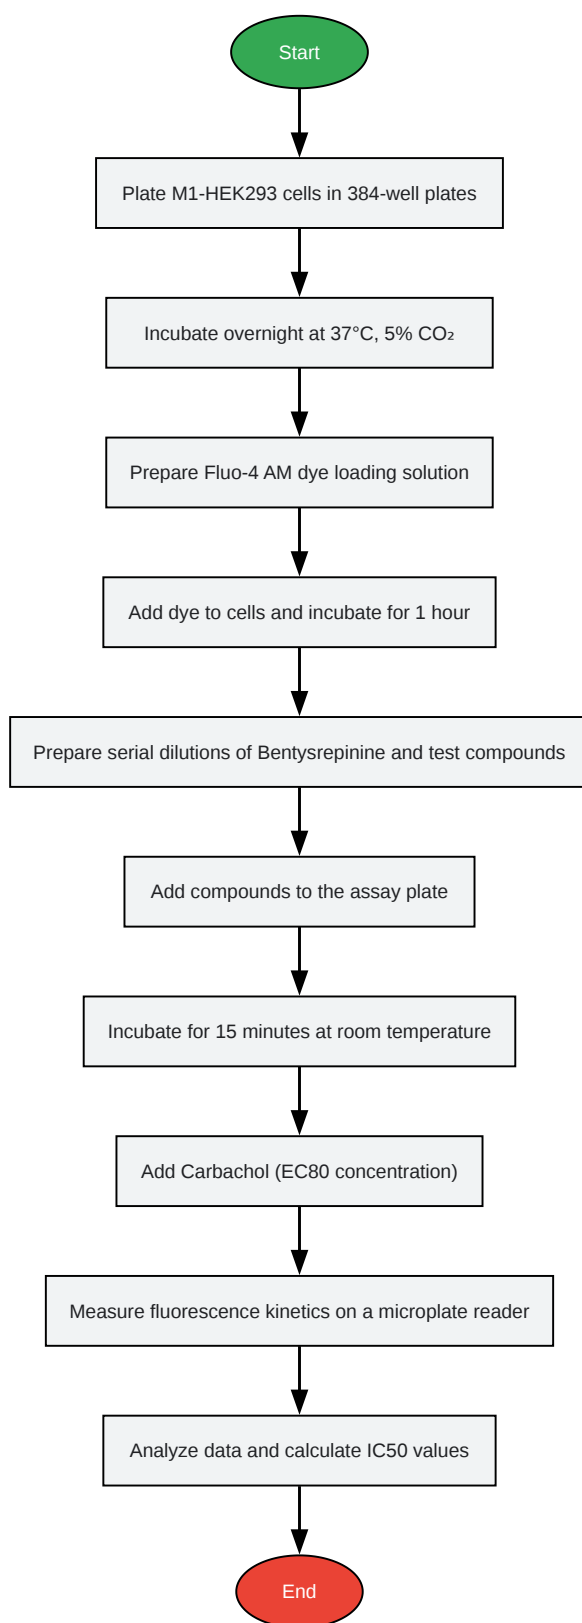 Start
Plate M1-HEK293 cells in 384-well plates
Incubate overnight at 37°C, 5% CO₂
Prepare Fluo-4 AM dye loading solution
Add dye to cells and incubate for 1 hour
Prepare serial dilutions of Bentysrepinine and test compounds
Add compounds to the assay plate
Incubate for 15 minutes at room temperature
Add Carbachol (EC80 concentration)
Measure fluorescence kinetics on a microplate reader
Analyze data and calculate IC50 values
End